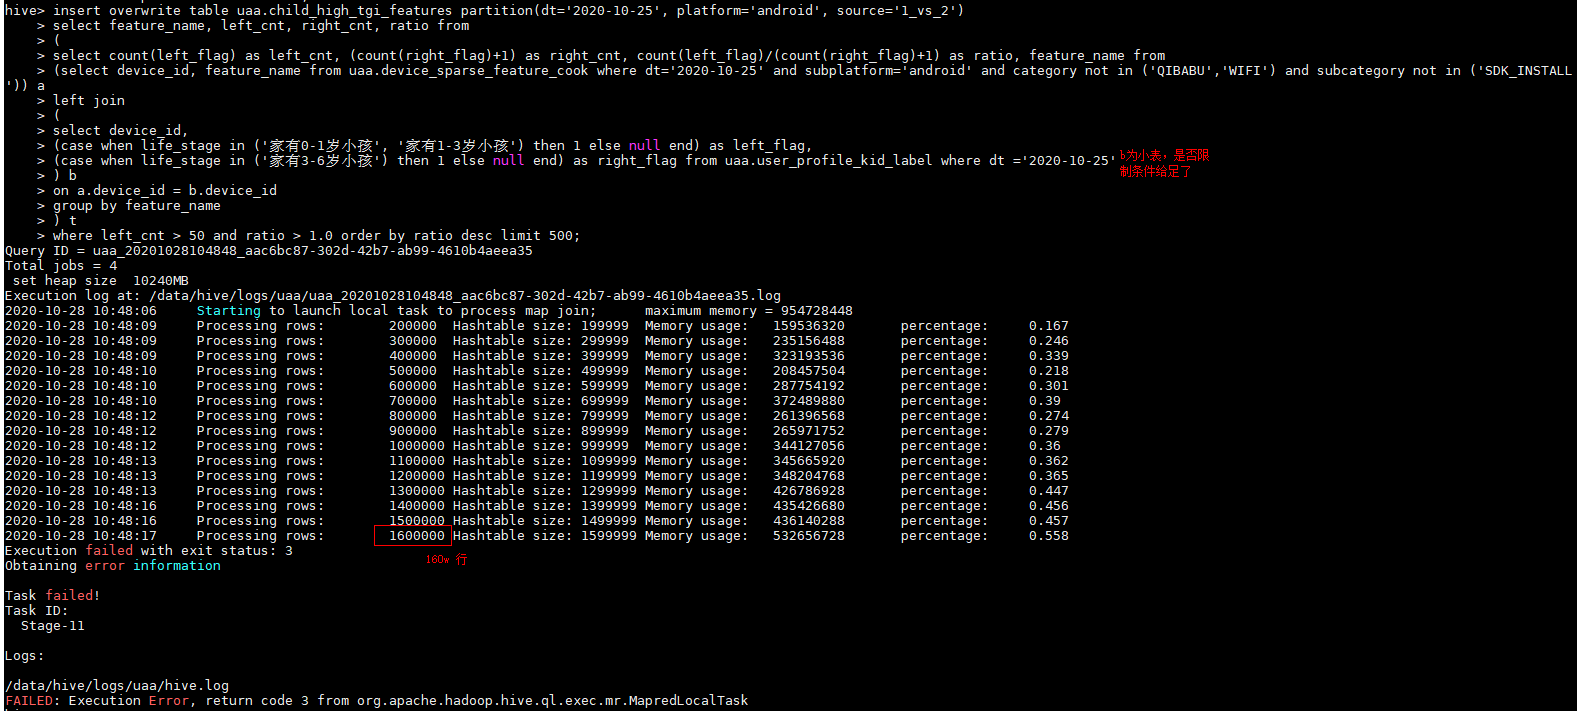 hive> insert overwrite table uaa.child_high_tgi_features partition(dt='2020-10-25', platform='android', source='1_vs_2')
> select feature_name, left_cnt, right_cnt, ratio from
> (
> select count(left_flag) as left_cnt, (count(right_flag)+1) as right_cnt, count(left_flag)/(count(right_flag)+1) as ratio, feature_name from
> (select device_id, feature_name from uaa.device_sparse_feature_cook where dt='2020-10-25' and subplatform='android' and category not in ('QIBABU','WIFI') and subcategory not in ('SDK_INSTALL
')) a
> left join
> (
> select device_id,
> (case when life_stage in ('家有0-1岁小孩', '家有1-3岁小孩') then 1 else null end) as left_flag,
> (case when life_stage in ('家有3-6岁小孩') then 1 else null end) as right_flag from uaa.user_profile_kid_label where dt ='2020-10-25'
b为小表，是否限
制条件给足了
> ) b
> on a.device_id = b.device_id
> group by feature_name
> ) t
> where left_cnt > 50 and ratio > 1.0 order by ratio desc limit 500;
Query ID = uaa_20201028104848_aac6bc87-302d-42b7-ab99-4610b4aeea35
Total jobs = 4
set heap size  10240MB
Execution log at: /data/hive/logs/uaa/uaa_20201028104848_aac6bc87-302d-42b7-ab99-4610b4aeea35.log
2020-10-28 10:48:06 Starting to launch local task to process map join; maximum memory = 954728448
2020-10-28 10:48:09 Processing rows: 200000 Hashtable size: 199999 Memory usage: 159536320 percentage: 0.167
2020-10-28 10:48:09 Processing rows: 300000 Hashtable size: 299999 Memory usage: 235156488 percentage: 0.246
2020-10-28 10:48:09 Processing rows: 400000 Hashtable size: 399999 Memory usage: 323193536 percentage: 0.339
2020-10-28 10:48:10 Processing rows: 500000 Hashtable size: 499999 Memory usage: 208457504 percentage: 0.218
2020-10-28 10:48:10 Processing rows: 600000 Hashtable size: 599999 Memory usage: 287754192 percentage: 0.301
2020-10-28 10:48:10 Processing rows: 700000 Hashtable size: 699999 Memory usage: 372489880 percentage: 0.39
2020-10-28 10:48:12 Processing rows: 800000 Hashtable size: 799999 Memory usage: 261396568 percentage: 0.274
2020-10-28 10:48:12 Processing rows: 900000 Hashtable size: 899999 Memory usage: 265971752 percentage: 0.279
2020-10-28 10:48:12 Processing rows: 1000000 Hashtable size: 999999 Memory usage: 344127056 percentage: 0.36
2020-10-28 10:48:13 Processing rows: 1100000 Hashtable size: 1099999 Memory usage: 345665920 percentage: 0.362
2020-10-28 10:48:13 Processing rows: 1200000 Hashtable size: 1199999 Memory usage: 348204768 percentage: 0.365
2020-10-28 10:48:13 Processing rows: 1300000 Hashtable size: 1299999 Memory usage: 426786928 percentage: 0.447
2020-10-28 10:48:16 Processing rows: 1400000 Hashtable size: 1399999 Memory usage: 435426680 percentage: 0.456
2020-10-28 10:48:16 Processing rows: 1500000 Hashtable size: 1499999 Memory usage: 436140288 percentage: 0.457
2020-10-28 10:48:17 Processing rows: 1600000 Hashtable size: 1599999 Memory usage: 532656728 percentage: 0.558
Execution failed with exit status: 3
160w 行
Obtaining error information
Task failed!
Task ID:
Stage-11
Logs:
/data/hive/logs/uaa/hive.log
FAILED: Execution Error, return code 3 from org.apache.hadoop.hive.ql.exec.mr.MapredLocalTask